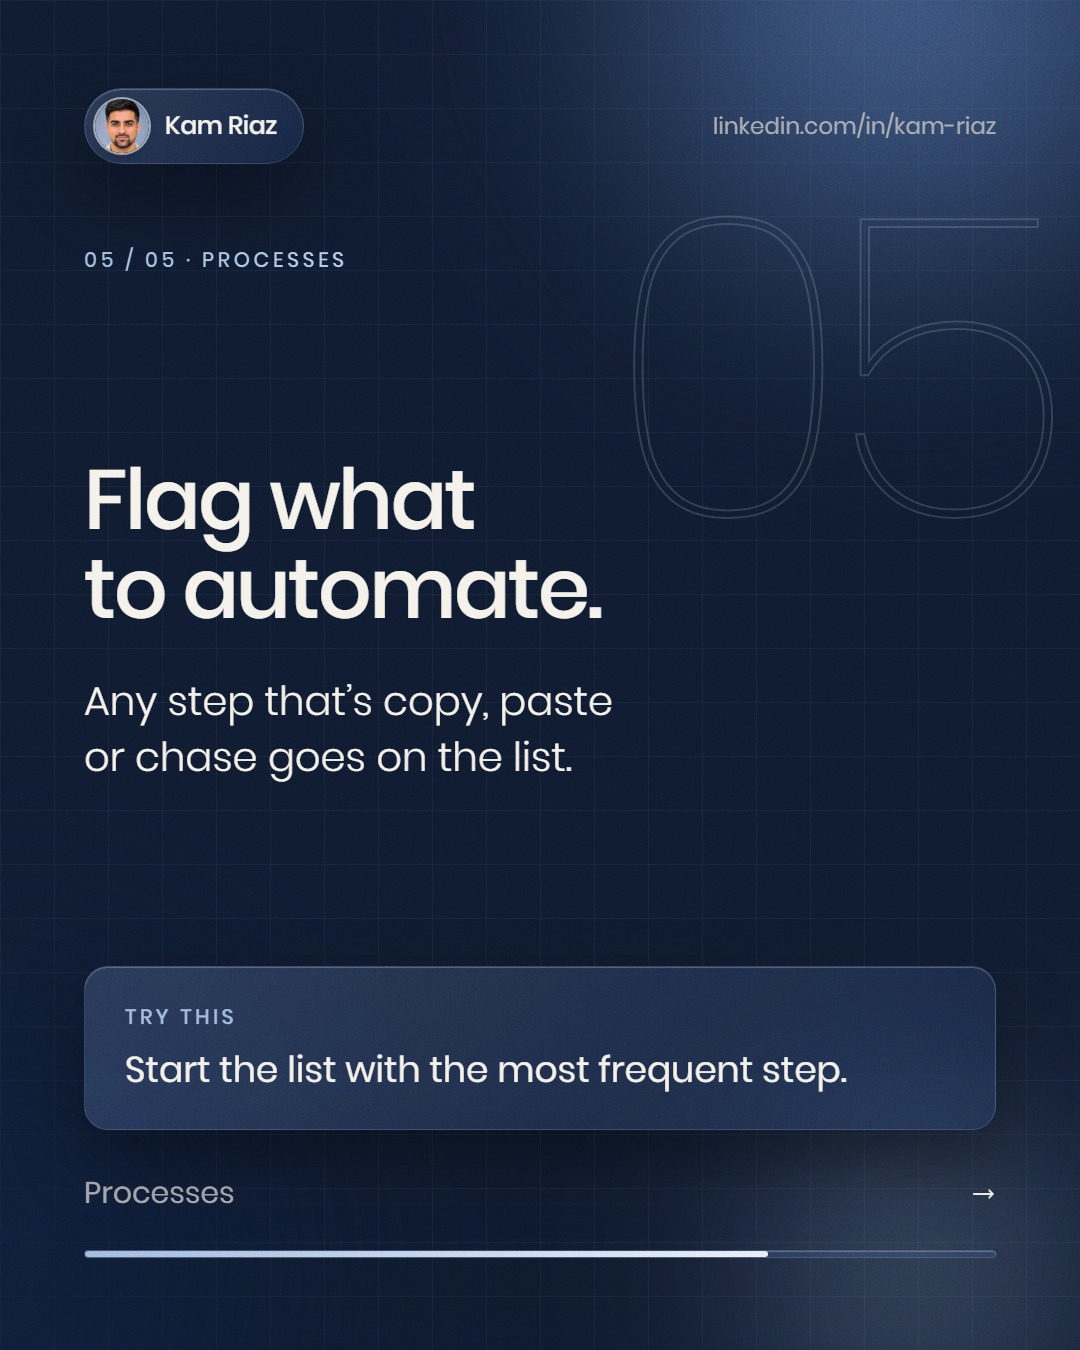 Kam Riaz
linkedin.com/in/kam-riaz
05 / 05 · PROCESSES
05
Flag what
to automate.
Any step that’s copy, paste
or chase goes on the list.
TRY THIS
Start the list with the most frequent step.
Processes
→